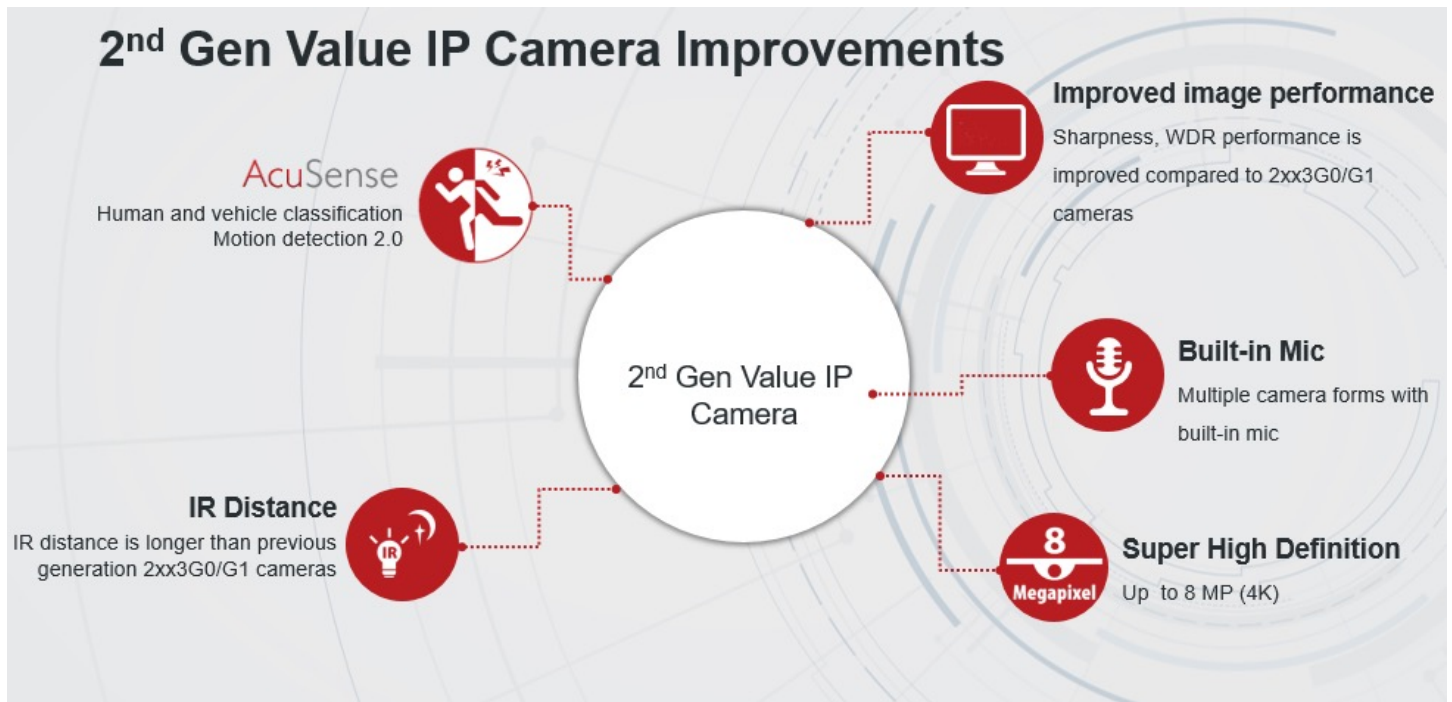 2nd Gen Value IP Camera Improvements
AcuSense
Human and vehicle classification
Motion detection 2.0
IR Distance
IR distance is longer than previous
generation 2xx3G0/G1 cameras
IR
2nd Gen Value IP
Camera
Improved image performance
Sharpness, WDR performance is
improved compared to 2xx3G0/G1
cameras
Built-in Mic
Multiple camera forms with
built-in mic
8
Megapixel
Super High Definition
Up to 8 MP (4K)